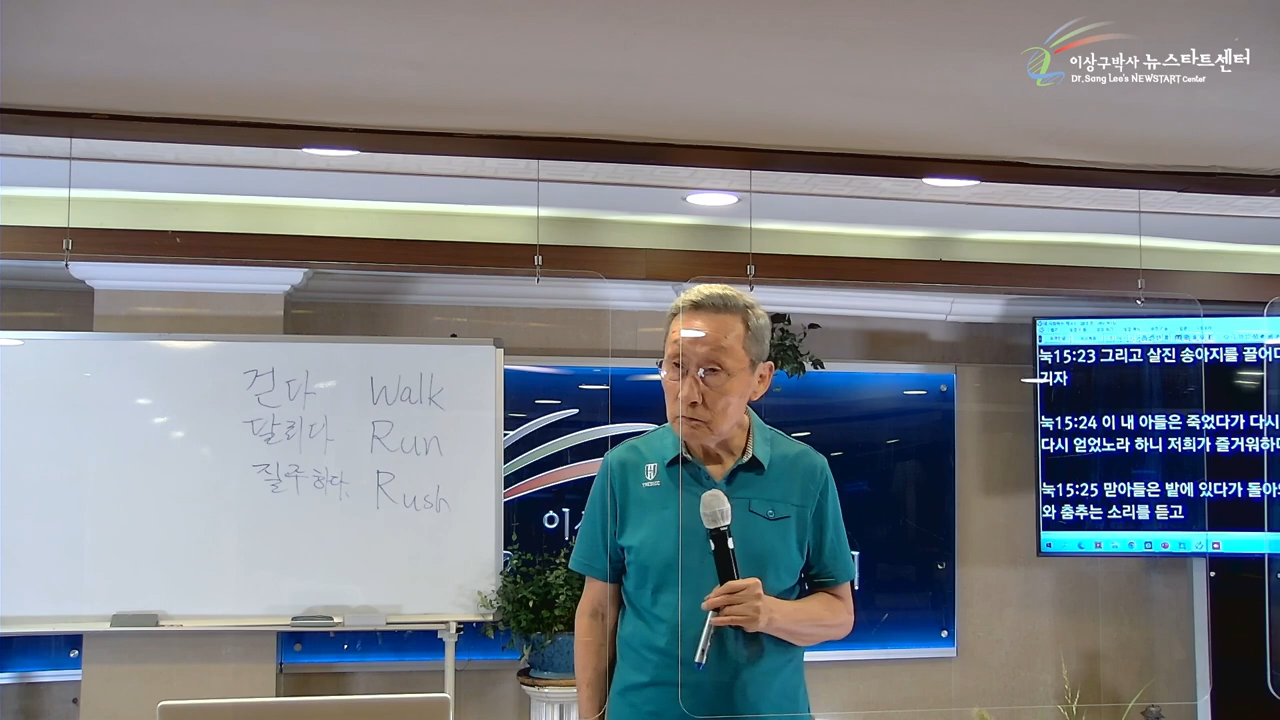 이상구박사 뉴스타트센터
Dr. Sang Lee's NEWSTART Center
걷다 Walk
달리다 Run
질주하다. Rush
눅15:23 그리고 살진 송아지를 끌어다
기자
눅15:24 이 내 아들은 죽었다가 다시
다시 얻었노라 하니 저희가 즐거워하
눅15:25 맏아들은 밭에 있다가 돌아
와 춤추는 소리를 듣고